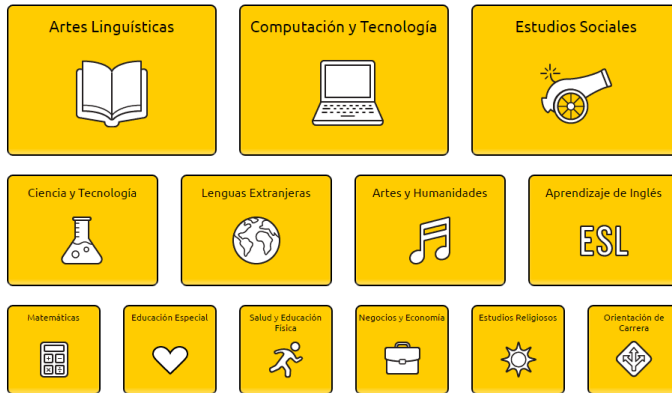 Artes Linguísticas
Computación y Tecnología
Estudios Sociales
Ciencia y Tecnología
Lenguas Extranjeras
Artes y Humanidades
Aprendizaje de Inglés
ESL
Matemáticas
Educación Especial
Salud y Educación
Física
Negocios y Economía
Estudios Religiosos
Orientación de
Carrera